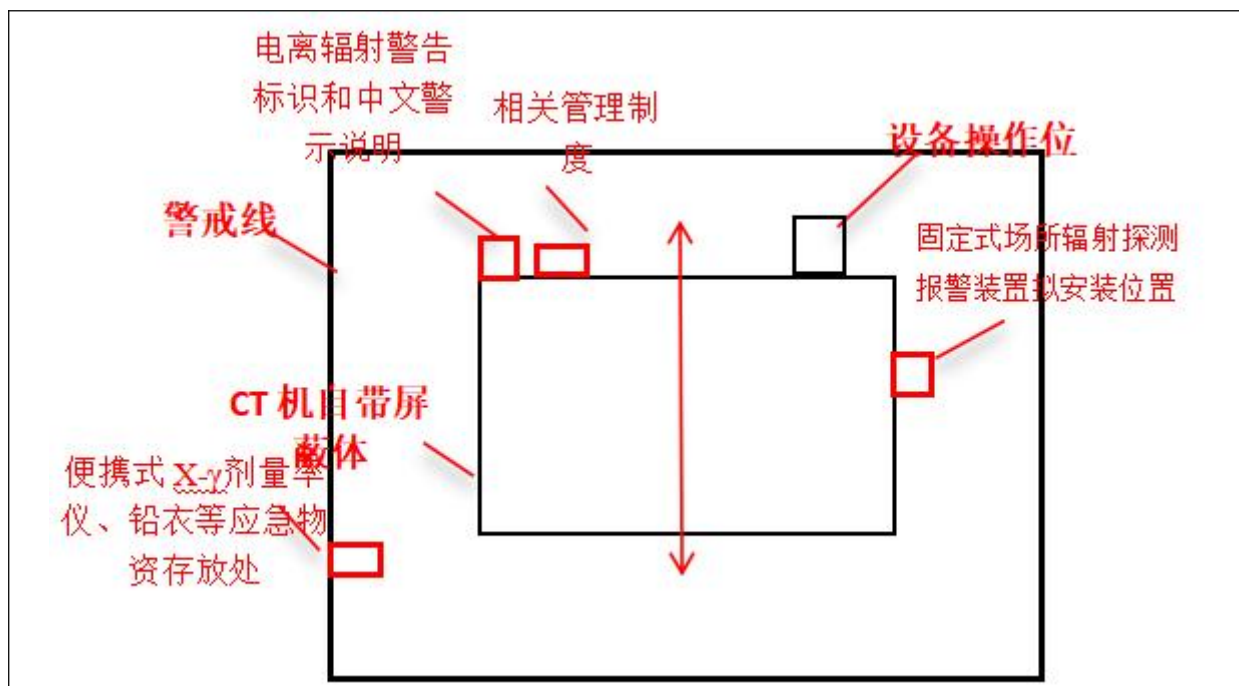 电离辐射警告
标识和中文警
示说明
相关管理制
度
设备操作位
警戒线
固定式场所辐射探测
报警装置拟安装位置
CT 机自带屏
蔽体
便携式 X-γ剂量率
仪、铅衣等应急物
资存放处